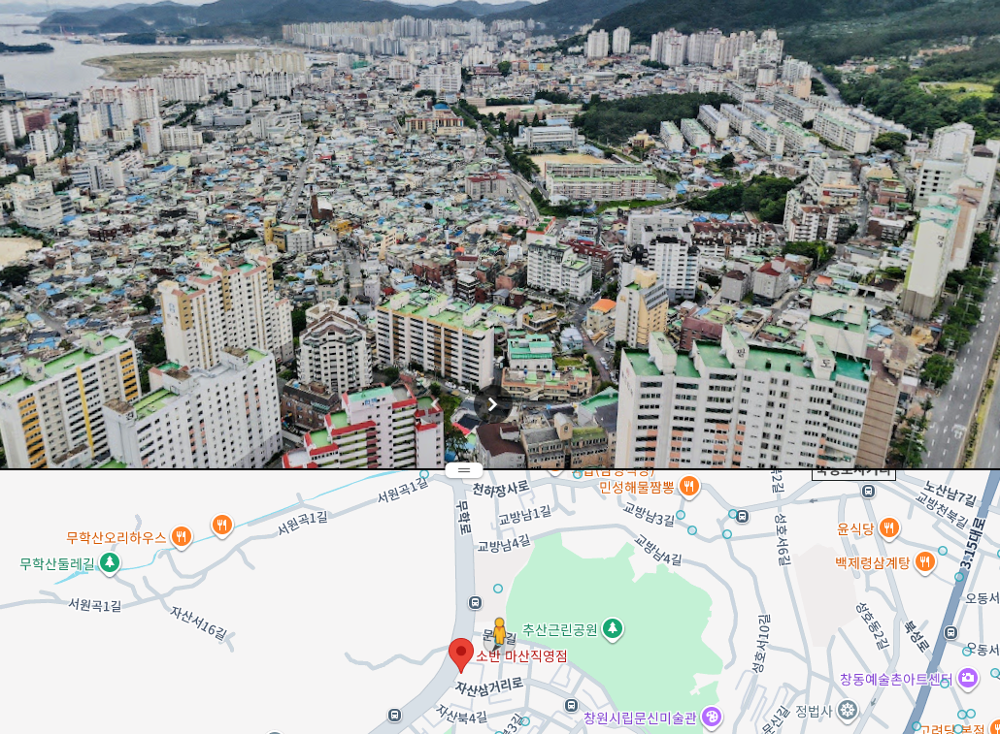 서원곡1길
천하장사로
민성해물짬뽕
노산남7길
교방천북길
무학산오리하우스
서원곡1길
무학로
교방남1길
교방남3길
성호서6길
윤식당
3.15대로
무학산둘레길
교방남4길
교방남4길
백제령삼계탕
서원곡1길
자산서16길
추산근린공원
성호서10길
성호동2길
북성로
오동서
오동서
소반 마산직영점
자산삼거리로
창동예술촌아트센터
자산북4길
창원시립문신미술관
문신길
정법사
고려당 본점